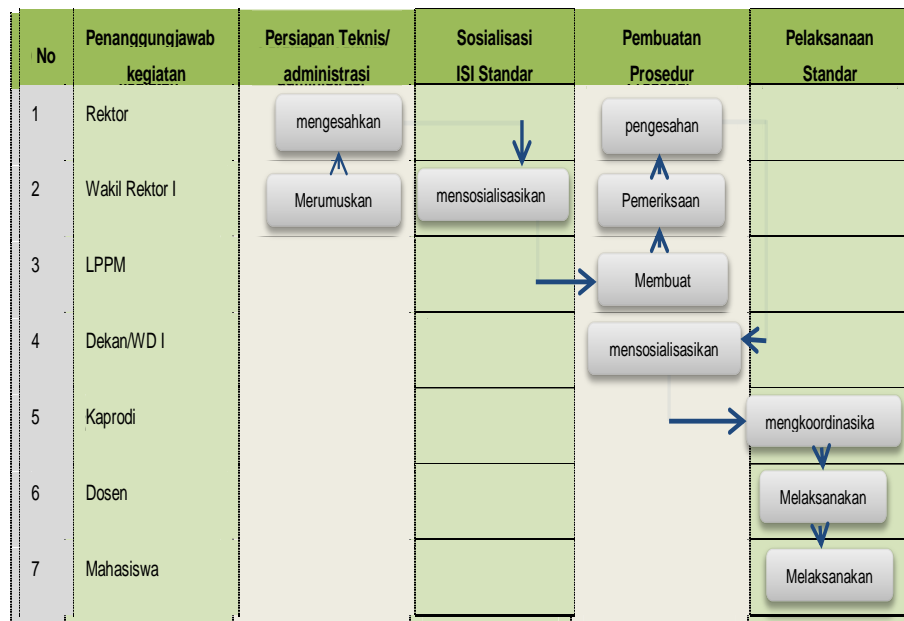 No
Penanggungjawab
kegiatan
Persiapan Teknis/
administrasi
Sosialisasi
ISI Standar
Pembuatan
Prosedur
Pelaksanaan
Standar
1
Rektor
mengesahkan
pengesahan
2
Wakil Rektor I
Merumuskan
mensosialisasikan
Pemeriksaan
3
LPPM
Membuat
4
Dekan/WD I
mensosialisasikan
5
Kaprodi
mengkoordinasika
6
Dosen
Melaksanakan
7
Mahasiswa
Melaksanakan